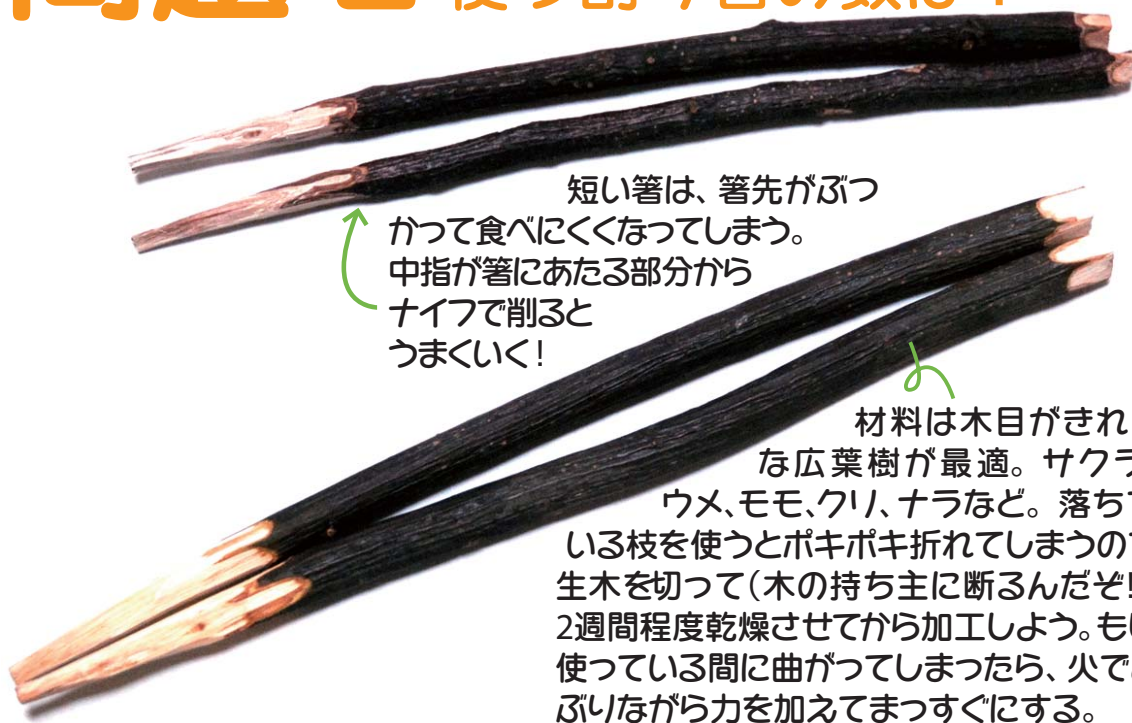 使う割り箸の数は?
短い箸は、箸先がぶつ
かって食べにくくなってしまう。
中指が箸にあたる部分から
ナイフで削ると
うまくいく!
材料は木目がきれ
な広葉樹が最適。サクラ
ウメ、モモ、クリ、ナラなど。落ちて
いる枝を使うとポキポキ折れてしまうので
生木を切って(木の持ち主に断るんだぞ!
2週間程度乾燥させてから加工しよう。もし
使っている間に曲がってしまったら、火であ
ぶりながら力を加えてまっすぐにする。